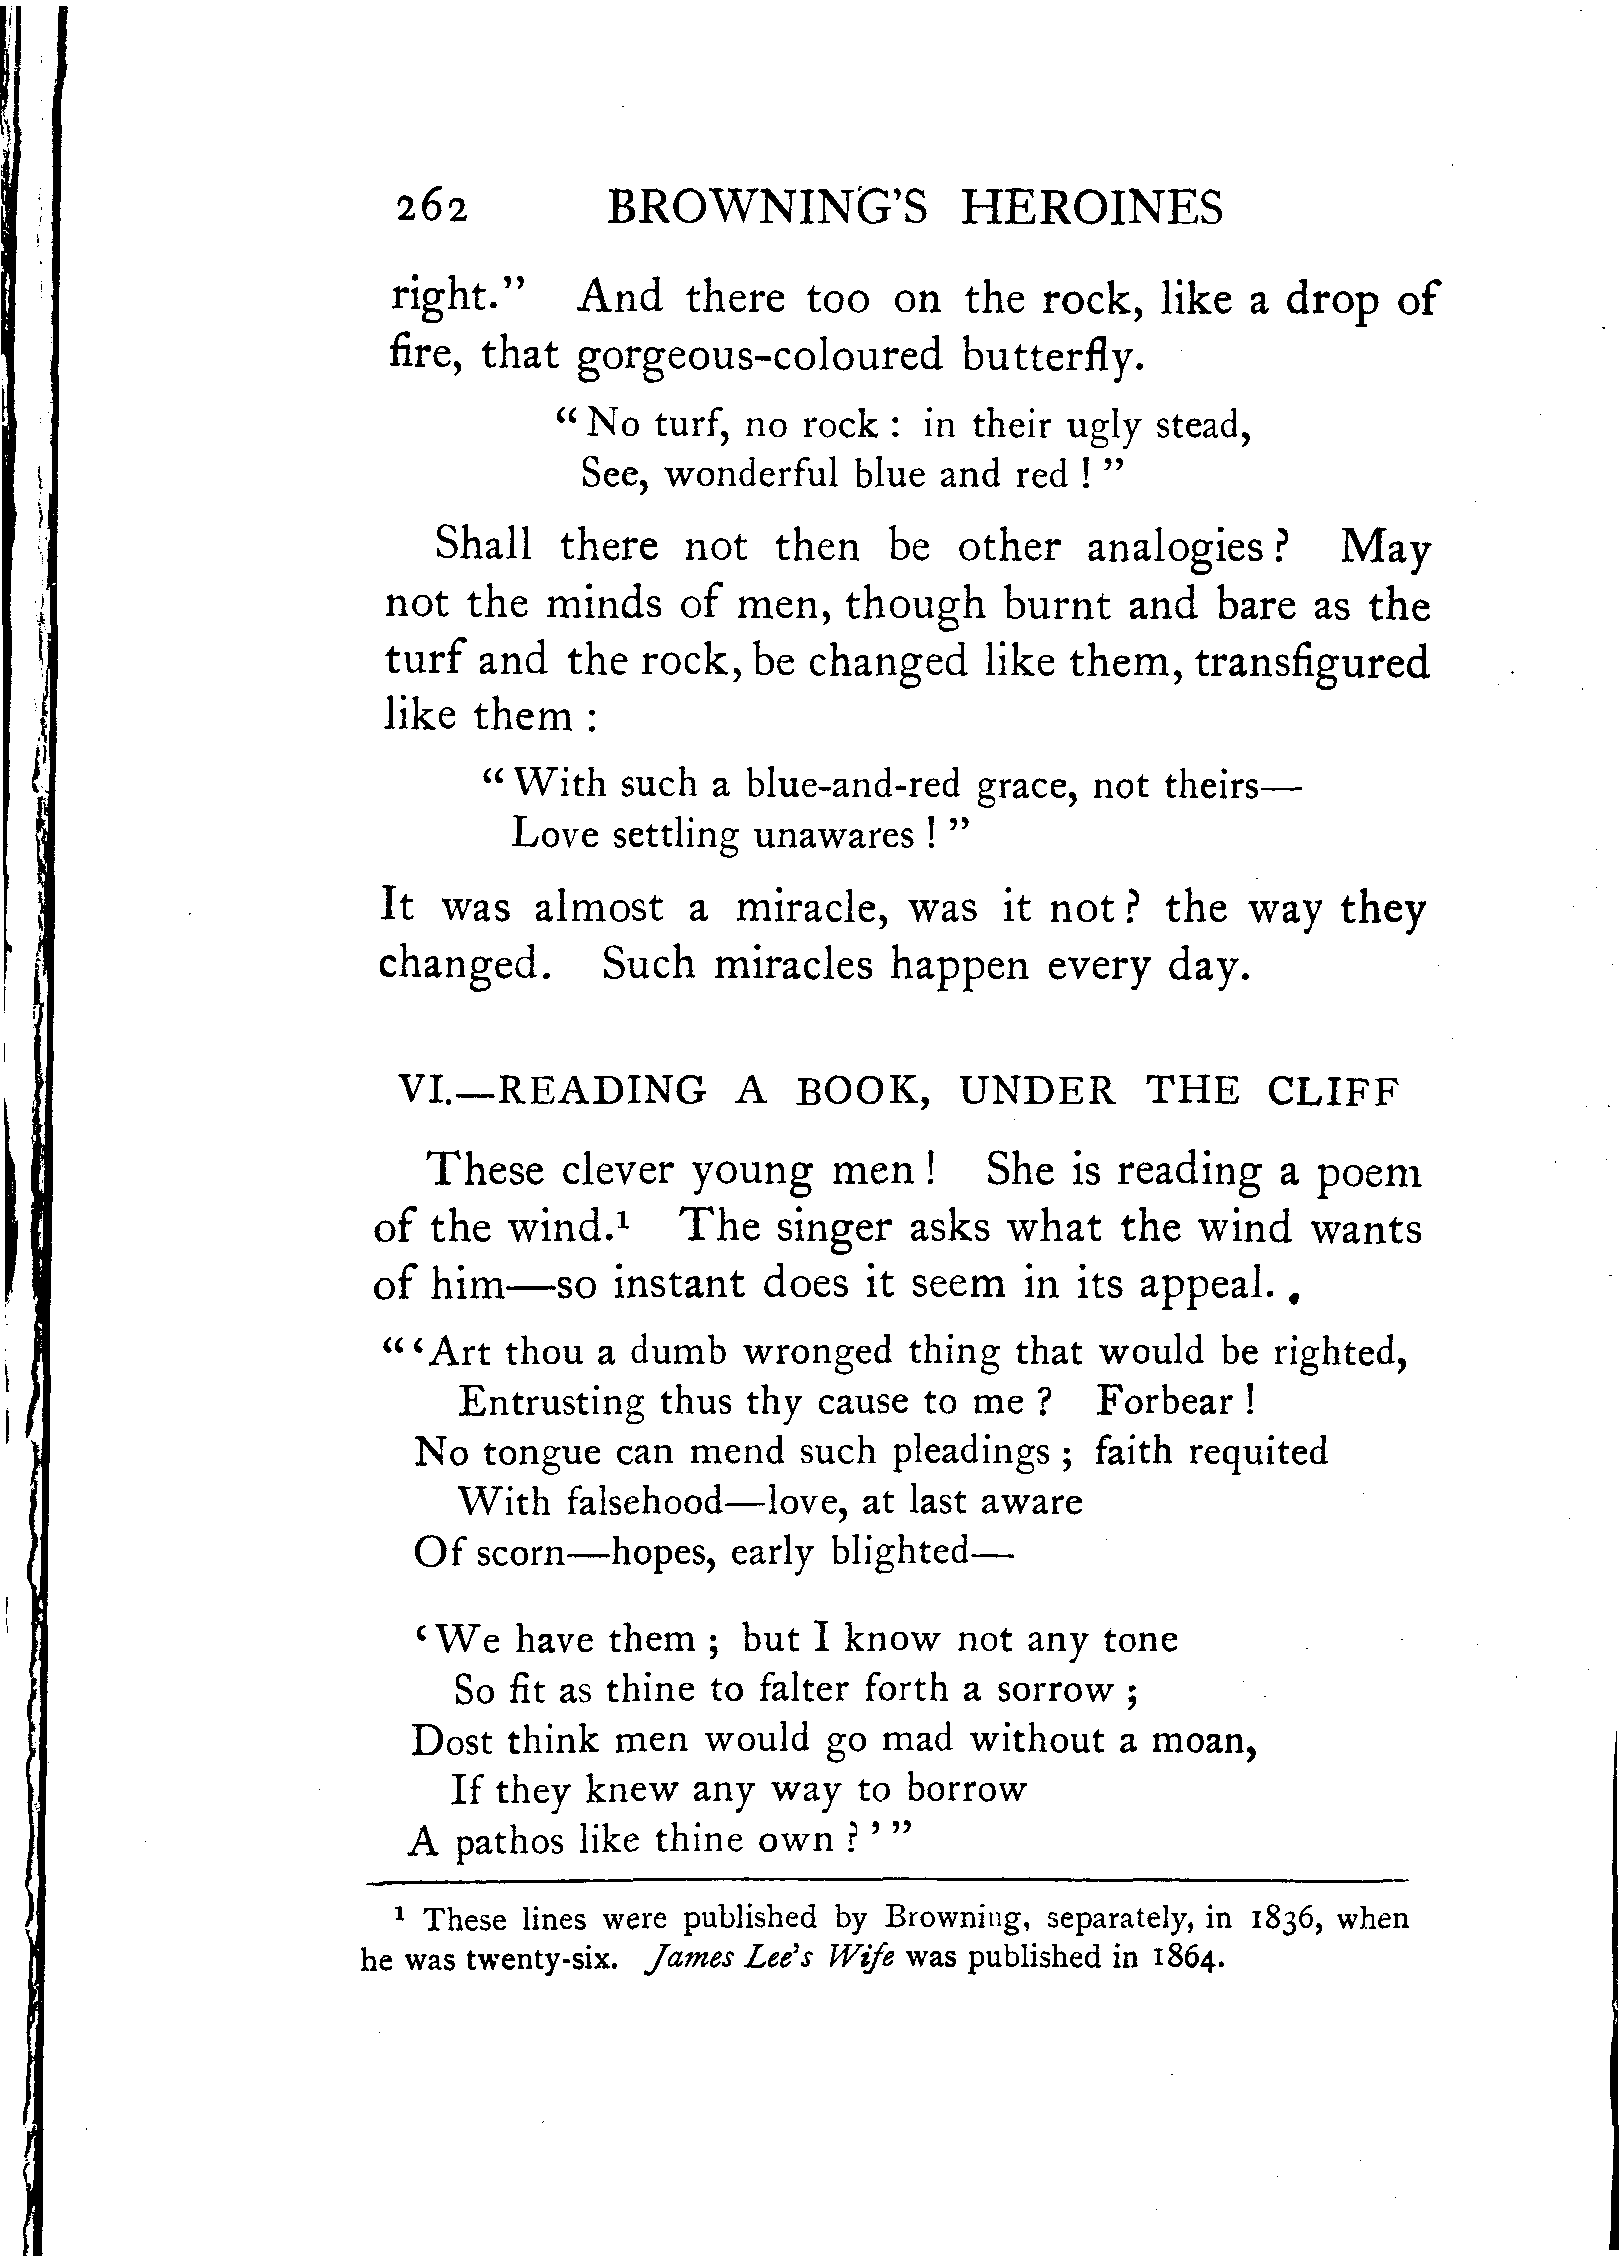 262 BROWNING'S HEROINES
right." And there too on the rock, like a drop of
fire, that gorgeous-coloured butterfly.
"No turf, no rock: in their ugly stead,
See, wonderful blue and red!"
Shall there not then be other analogies? May
not the minds of men, though burnt and bare as the
turf and the rock, be changed like them, transfigured
like them:
"With such a blue-and-red grace, not theirs—
Love settling unawares!"
It was almost a miracle, was it not? the way they
changed. Such miracles happen every day.
VI.—READING A BOOK, UNDER THE CLIFF
These clever young men! She is reading a poem
of the wind.¹ The singer asks what the wind wants
of him—so instant does it seem in its appeal.
"'Art thou a dumb wronged thing that would be righted,
Entrusting thus thy cause to me? Forbear!
No tongue can mend such pleadings; faith requited
With falsehood—love, at last aware
Of scorn—hopes, early blighted—
'We have them; but I know not any tone
So fit as thine to falter forth a sorrow;
Dost think men would go mad without a moan,
If they knew any way to borrow
A pathos like thine own?'"
¹ These lines were published by Browning, separately, in 1836, when
he was twenty-six. James Lee's Wife was published in 1864.